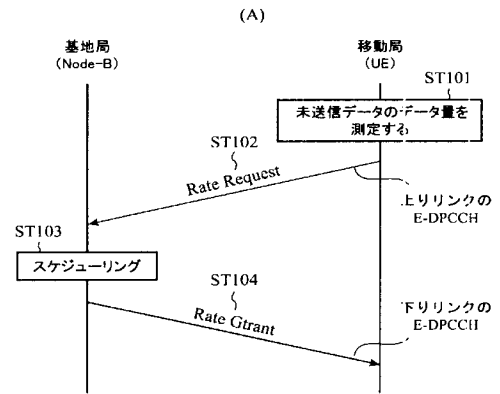 (A)
基地局
(Node-B)
移動局
(UE)
ST101
未送信データのデータ量を
測定する
ST102
Rate Request
上りリンクの
E-DPCCH
ST103
スケジューリング
ST104
Rate Gtrant
下りリンクの
E-DPCCH